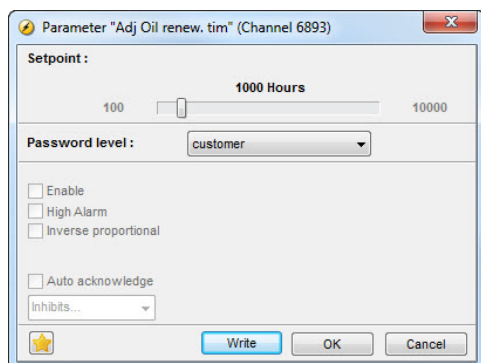 Parameter "Adj Oil renew. tim" (Channel 6893)
Setpoint :
1000 Hours
100 10000
Password level : customer
Enable
High Alarm
Inverse proportional
Auto acknowledge
Inhibits...
Write OK Cancel